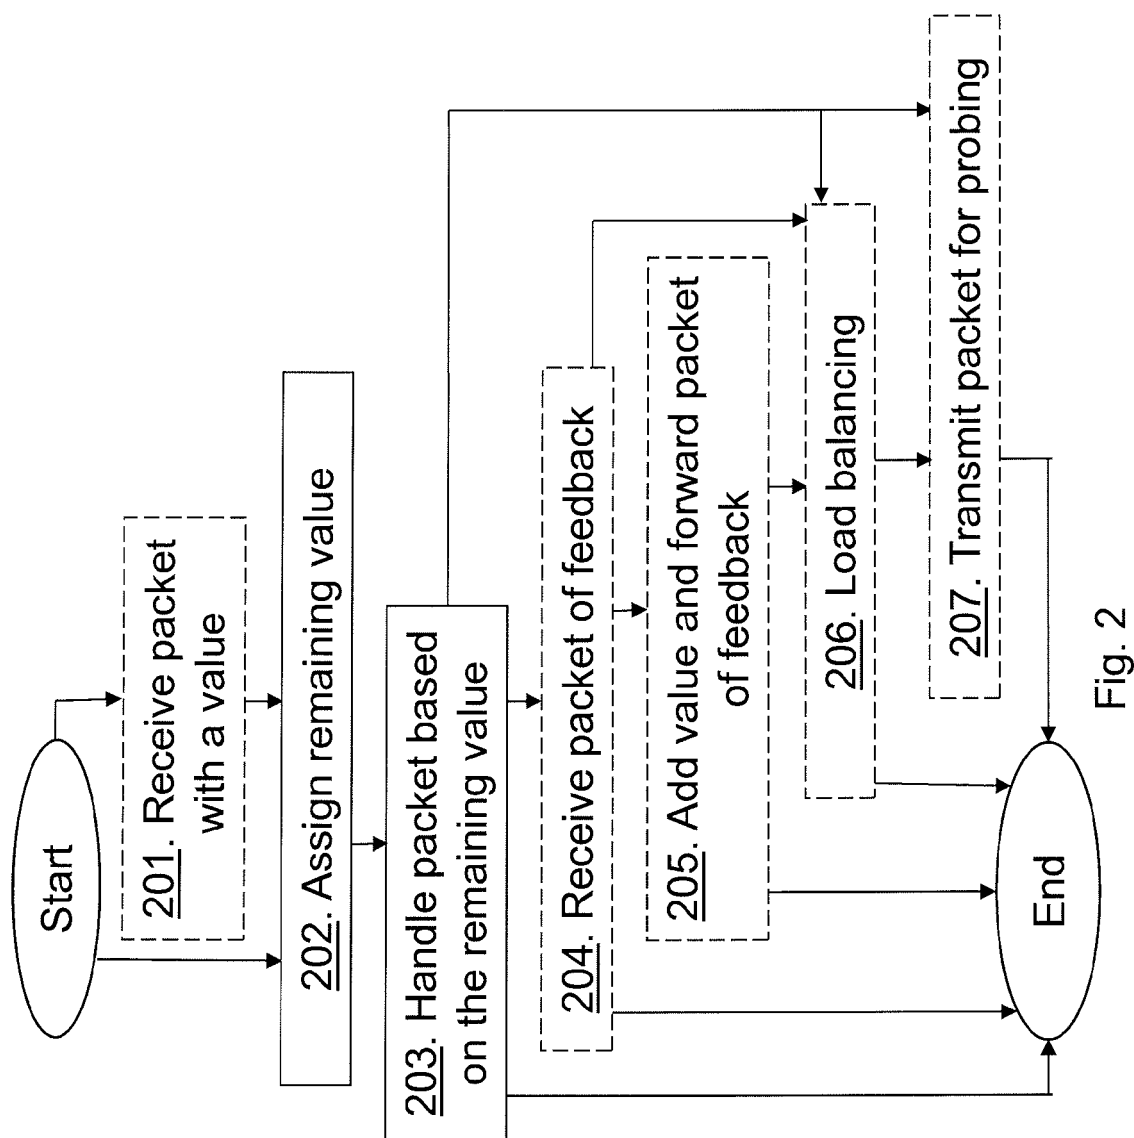 Start
201. Receive packet
with a value
202. Assign remaining value
203. Handle packet based
on the remaining value
204. Receive packet of feedback
205. Add value and forward packet
of feedback
206. Load balancing
207. Transmit packet for probing
End
Fig. 2